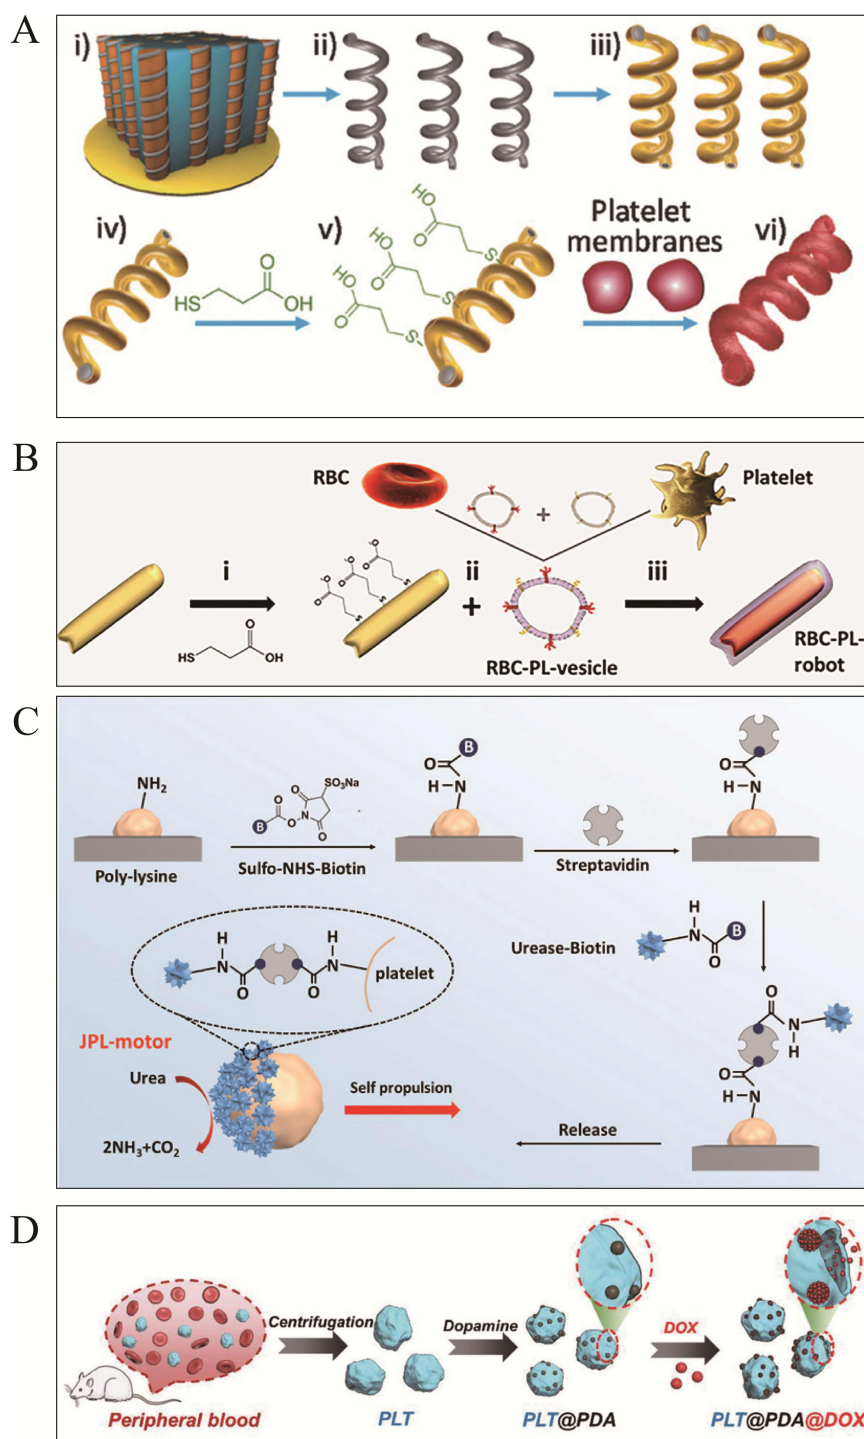 A
i)
ii)
iii)
iv)
HS
O
OH
v)
HO
O
S
HO
O
S
HO
O
S
Platelet
membranes
vi)
B
RBC
+
Platelet
i
HS
O
OH
O
O
S
O
O
S
O
O
S
ii
+
RBC-PL-vesicle
iii
RBC-PL-
robot
C
NH2
Poly-lysine
B
O
O
N
O
O
SO3Na
Sulfo-NHS-Biotin
B
O
H
N
Streptavidin
O
H
N
Urease-Biotin
H
N
O
B
H
N
O
O
H
N
platelet
JPL-motor
Urea
2NH3+CO2
Self propulsion
Release
O
N
H
O
H
N
D
Peripheral blood
Centrifugation
PLT
Dopamine
PLT@PDA
DOX
PLT@PDA@DOX